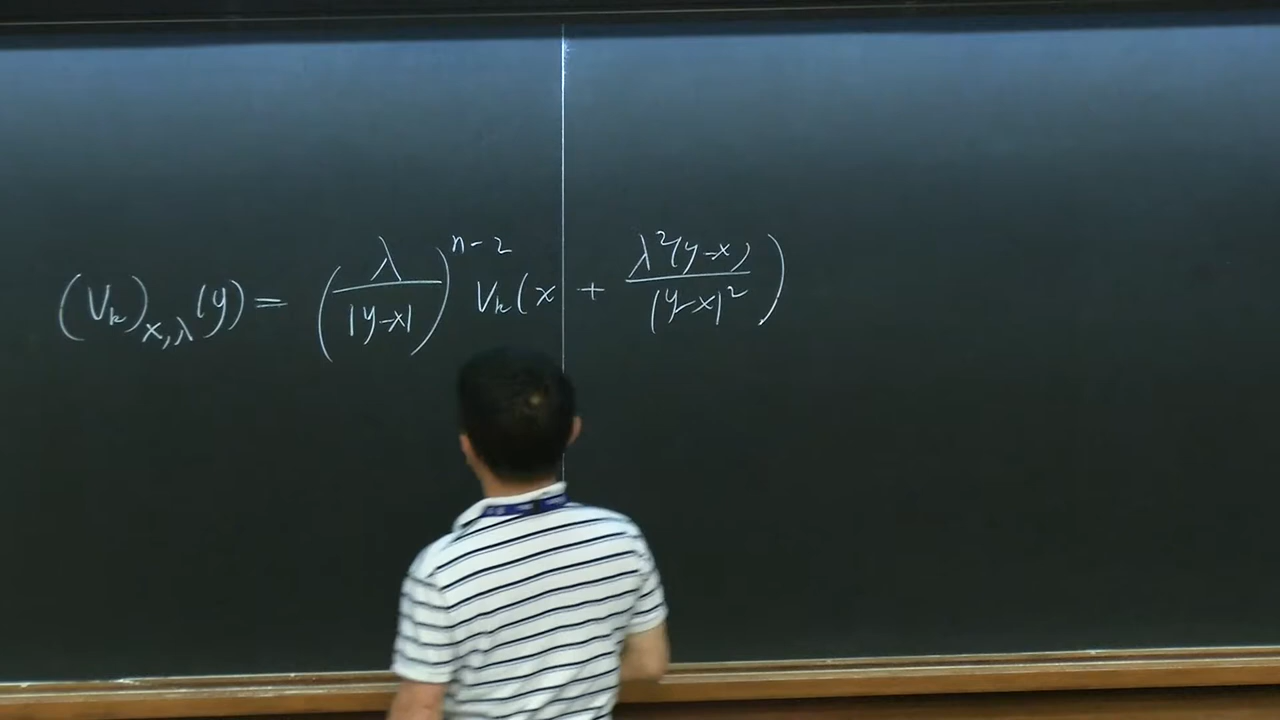 (V_k)_{x,λ}(y) = (λ/|y-x|)^{n-2} V_k(x + λ²(y-x)/|y-x|²)